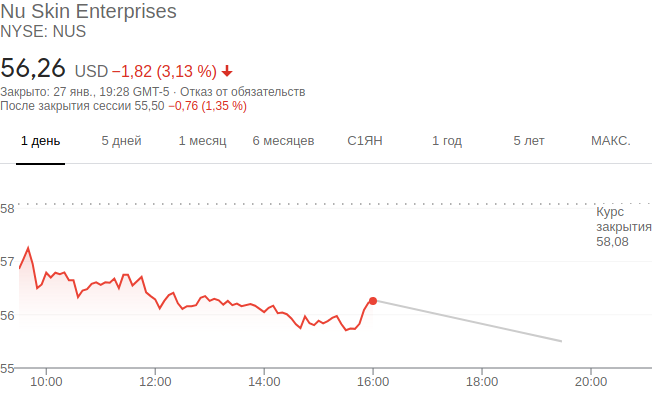 Nu Skin Enterprises
NYSE: NUS
56,26 USD −1,82 (3,13 %)
Закрыто: 27 янв., 19:28 GMT-5 · Отказ от обязательств
После закрытия сессии 55,50 −0,76 (1,35 %)
1 день 5 дней 1 месяц 6 месяцев С1ЯН 1 год 5 лет МАКС.
58
Курс
закрытия
58,08
57
56
55
10:00 12:00 14:00 16:00 18:00 20:00